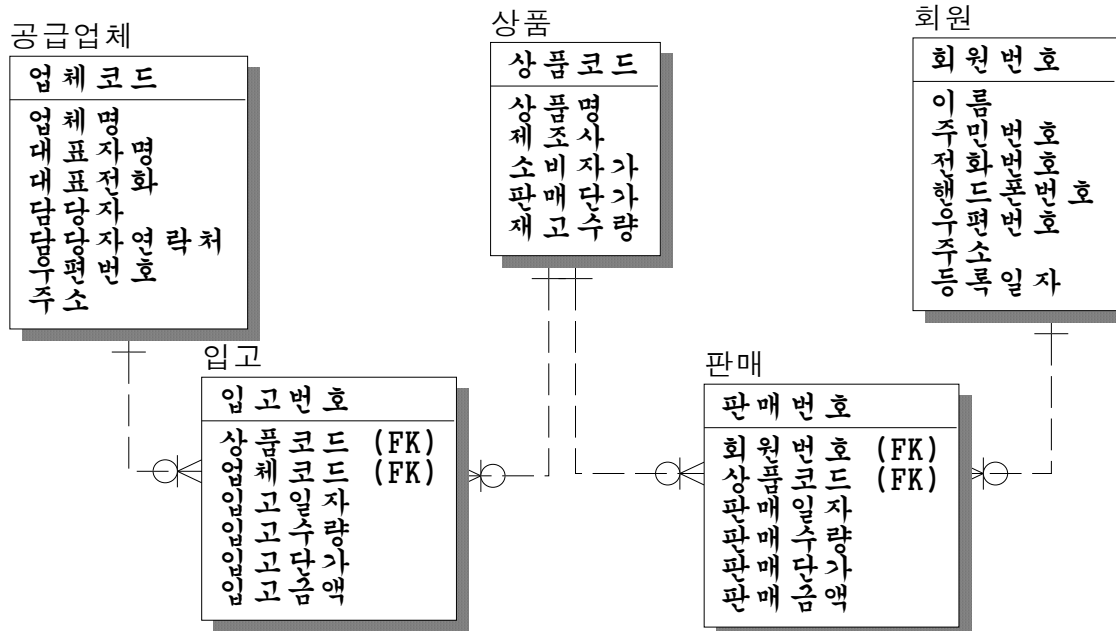 공급업체
업체코드
업체명
대표자명
대표전화
담당자
담당자연락처
우편번호
주소
상품
상품코드
상품명
제조사
소비자가
판매단가
재고수량
회원
회원번호
이름
주민번호
전화번호
핸드폰번호
우편번호
주소
등록일자
입고
입고번호
상품코드 (FK)
업체코드 (FK)
입고일자
입고수량
입고단가
입고금액
판매
판매번호
회원번호 (FK)
상품코드 (FK)
판매일자
판매수량
판매단가
판매금액